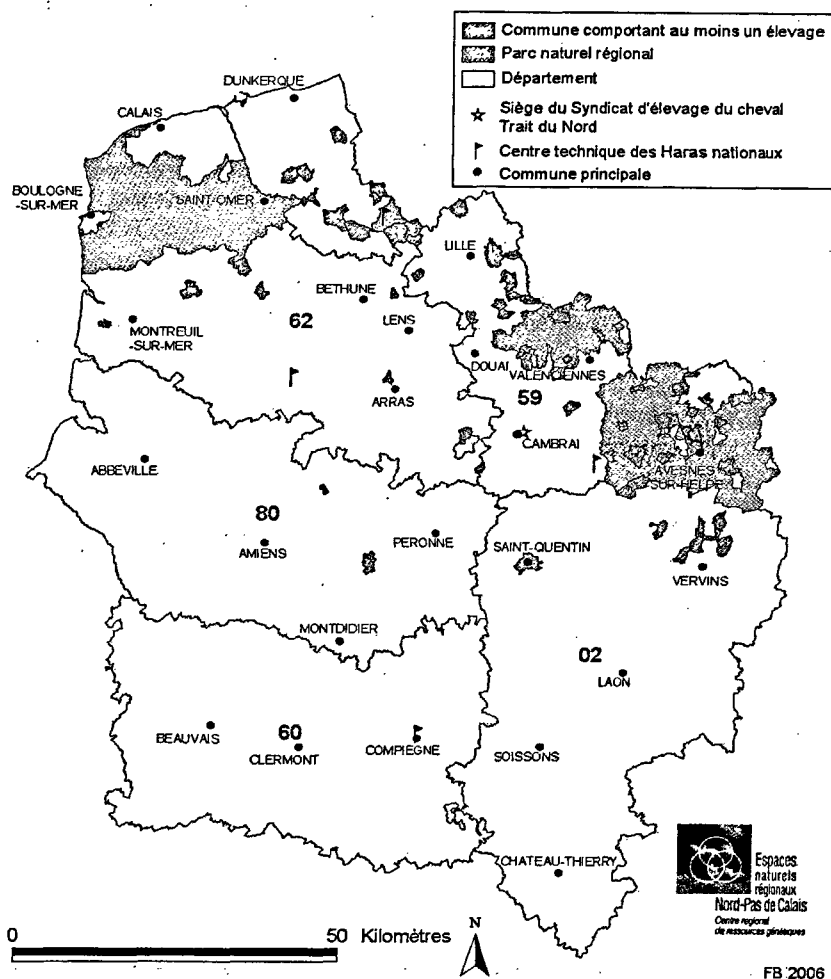 Commune comportant au moins un élevage
Parc naturel régional
Département
Siège du Syndicat d'élevage du cheval
Trait du Nord
Centre technique des Haras nationaux
Commune principale
DUNKERQUE
CALAIS
BOULOGNE
-SUR-MER
SAINT-OMER
LILLE
BETHUNE
62
LENS
MONTREUIL
-SUR-MER
DOUAI
VALENCIENNES
59
ARRAS
CAMBRAI
AVESNES
-SUR-HELPE
ABBEVILLE
80
AMIENS
PERONNE
SAINT-QUENTIN
VERVINS
MONTDIDIER
02
LAON
BEAUVAIS
60
CLERMONT
COMPIEGNE
SOISSONS
CHATEAU-THIERRY
Espaces
naturels
régionaux
Nord-Pas de Calais
Centre regional
de ressources génétiques
0 50 Kilomètres
N
FB 2006